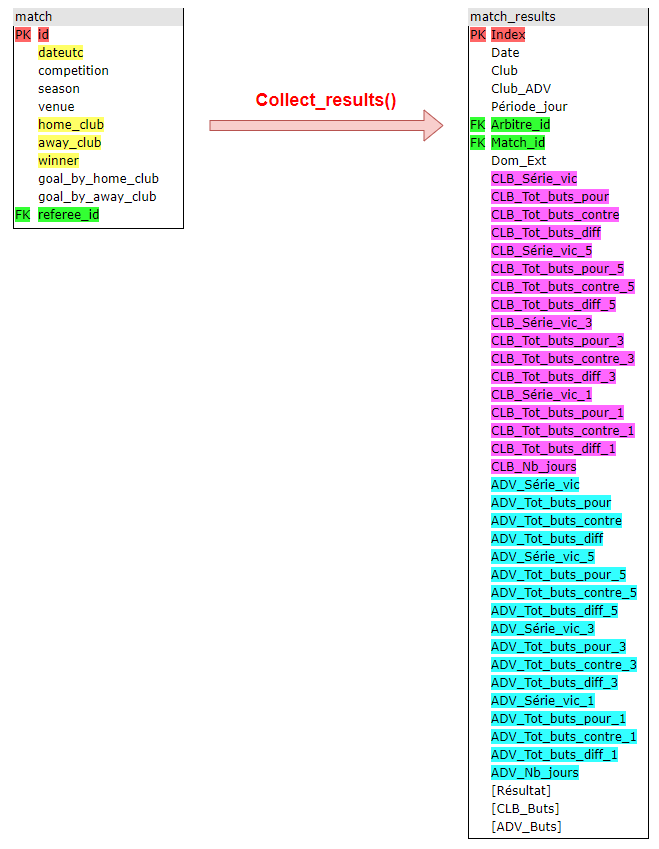 match
PK id
dateutc
competition
season
venue
home_club
away_club
winner
goal_by_home_club
goal_by_away_club
FK referee_id
Collect_results()
match_results
PK Index
Date
Club
Club_ADV
Période_jour
FK Arbitre_id
FK Match_id
Dom_Ext
CLB_Série_vic
CLB_Tot_buts_pour
CLB_Tot_buts_contre
CLB_Tot_buts_diff
CLB_Série_vic_5
CLB_Tot_buts_pour_5
CLB_Tot_buts_contre_5
CLB_Tot_buts_diff_5
CLB_Série_vic_3
CLB_Tot_buts_pour_3
CLB_Tot_buts_contre_3
CLB_Tot_buts_diff_3
CLB_Série_vic_1
CLB_Tot_buts_pour_1
CLB_Tot_buts_contre_1
CLB_Tot_buts_diff_1
CLB_Nb_jours
ADV_Série_vic
ADV_Tot_buts_pour
ADV_Tot_buts_contre
ADV_Tot_buts_diff
ADV_Série_vic_5
ADV_Tot_buts_pour_5
ADV_Tot_buts_contre_5
ADV_Tot_buts_diff_5
ADV_Série_vic_3
ADV_Tot_buts_pour_3
ADV_Tot_buts_contre_3
ADV_Tot_buts_diff_3
ADV_Série_vic_1
ADV_Tot_buts_pour_1
ADV_Tot_buts_contre_1
ADV_Tot_buts_diff_1
ADV_Nb_jours
[Résultat]
[CLB_Buts]
[ADV_Buts]